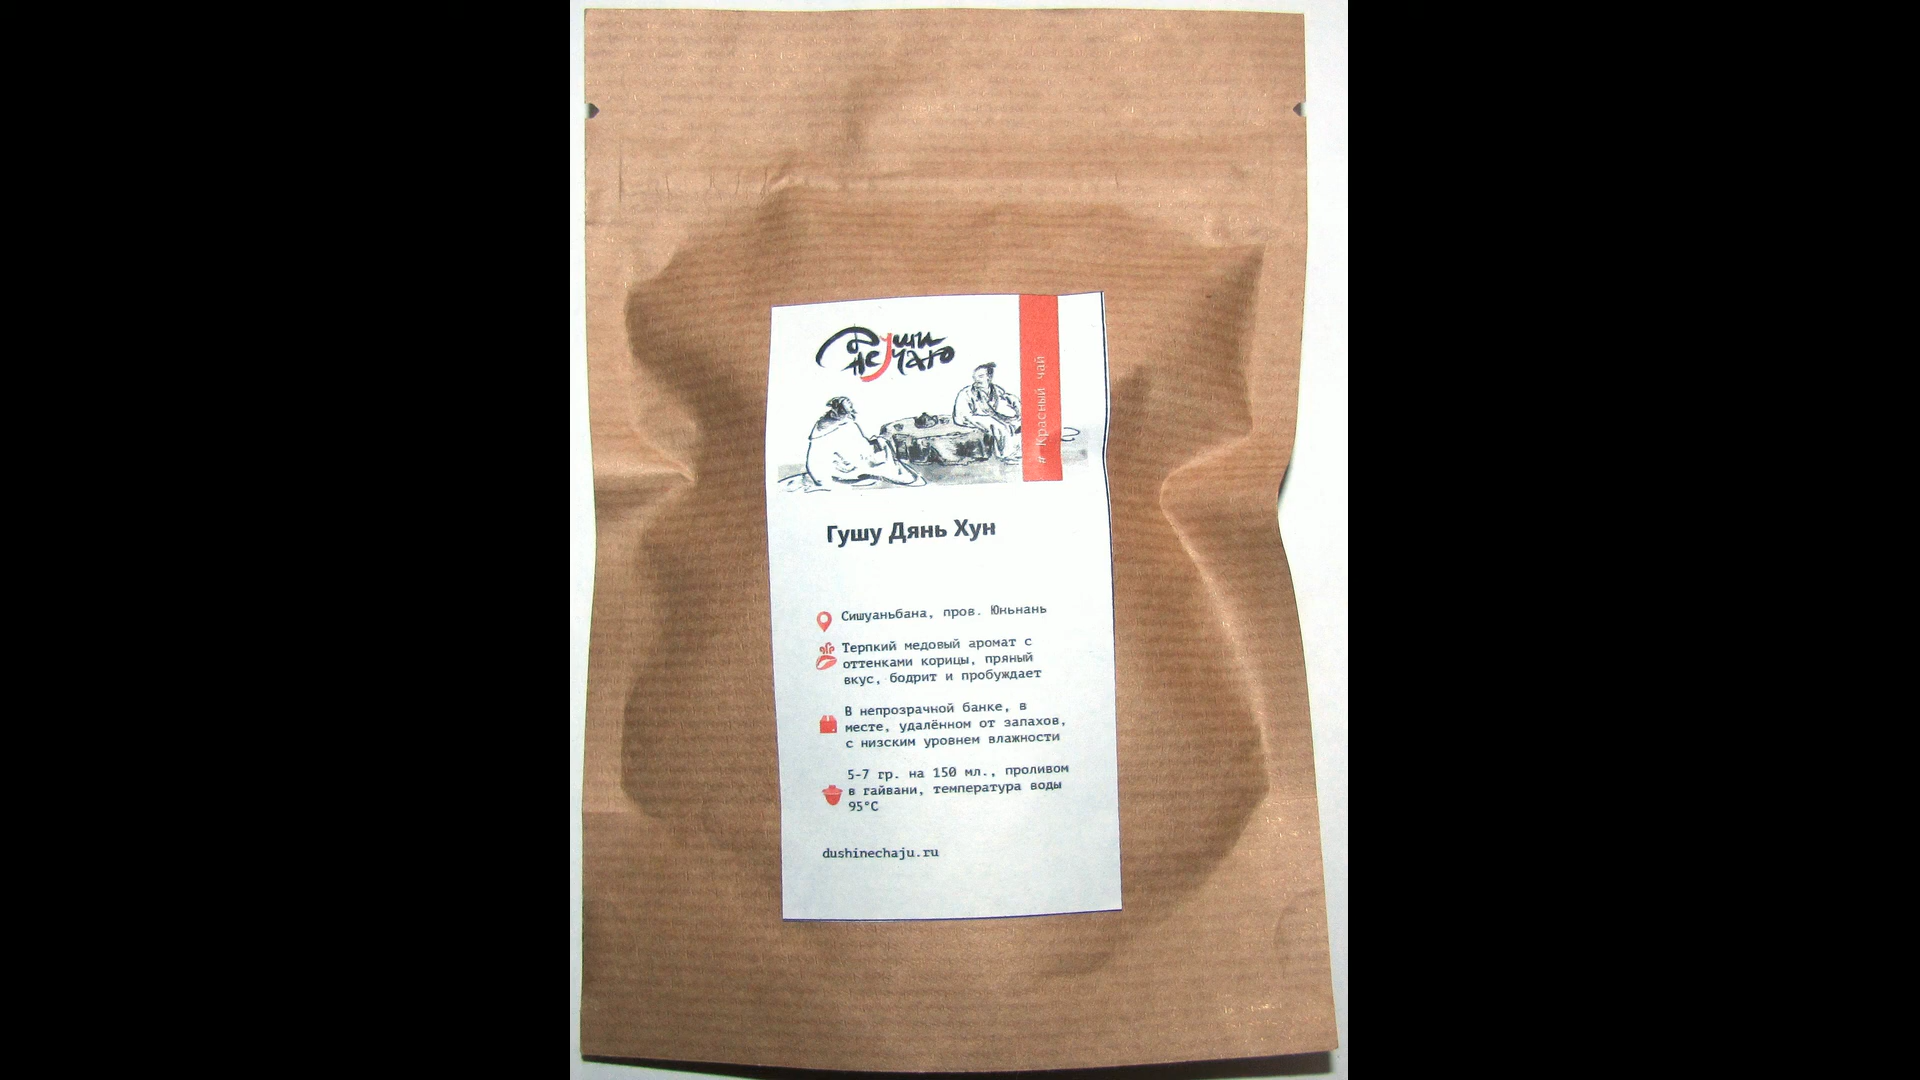 Души
не чаю
# Красный чай
Гушу Дянь Хун
Сишуаньбана, пров. Юньнань
Терпкий медовый аромат с
оттенками корицы, пряный
вкус, бодрит и пробуждает
В непрозрачной банке, в
месте, удалённом от запахов,
с низским уровнем влажности
5-7 гр. на 150 мл., проливом
в гайвани, температура воды
95°C
dushinechaju.ru